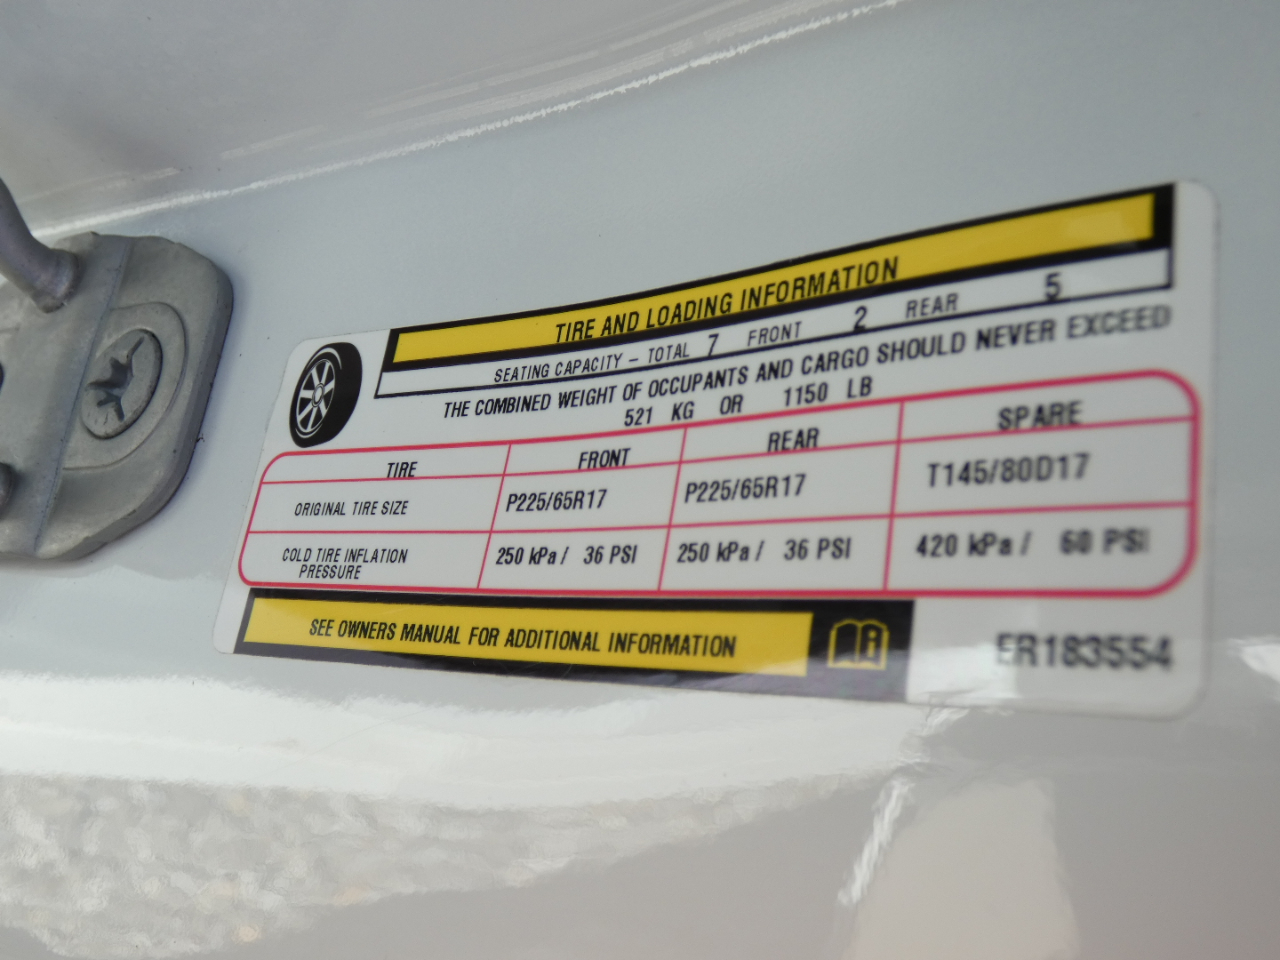 TIRE AND LOADING INFORMATION
SEATING CAPACITY – TOTAL 7 FRONT 2 REAR 5
THE COMBINED WEIGHT OF OCCUPANTS AND CARGO SHOULD NEVER EXCEED
521 KG OR 1150 LB
TIRE FRONT REAR SPARE
ORIGINAL TIRE SIZE P225/65R17 P225/65R17 T145/80D17
COLD TIRE INFLATION PRESSURE 250 kPa / 36 PSI 250 kPa / 36 PSI 420 kPa / 60 PSI
SEE OWNERS MANUAL FOR ADDITIONAL INFORMATION
ER183554